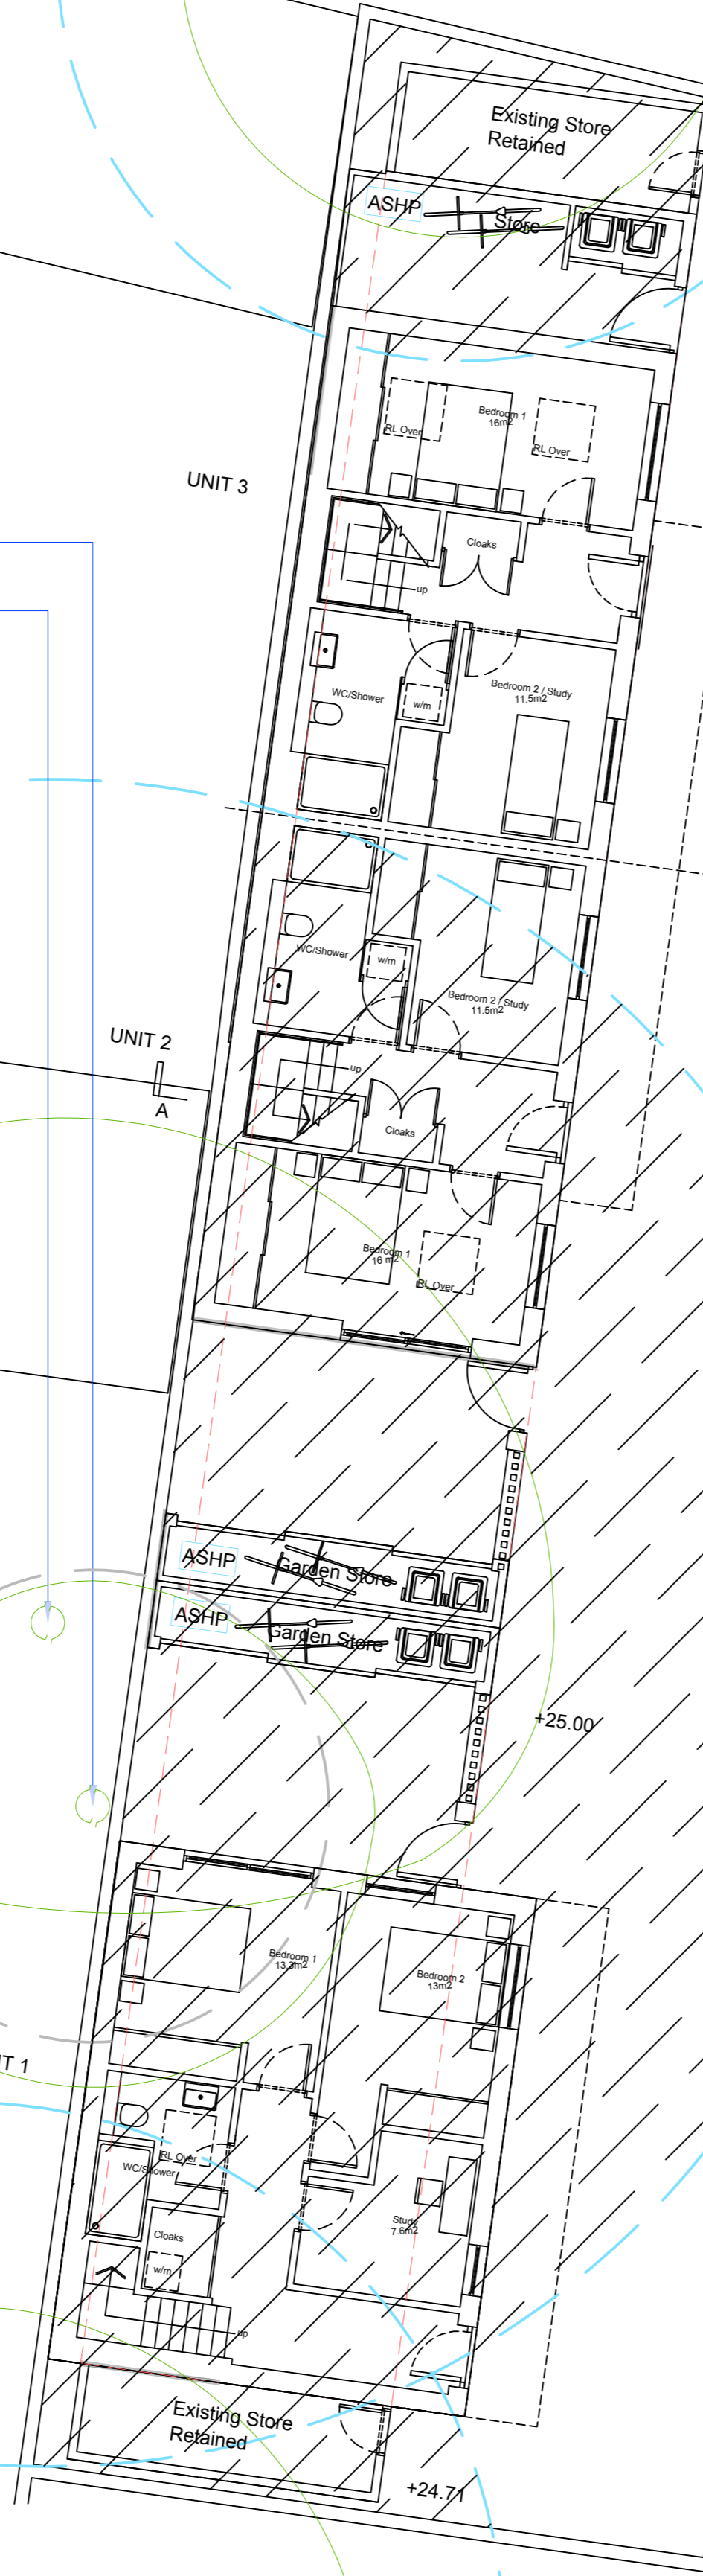 Existing Store
Retained
ASHP
Store
Bedroom 1
16m2
RL Over
RL Over
UNIT 3
Cloaks
up
Bedroom 2 / Study
11.5m2
WC/Shower
w/m
WC/Shower
w/m
Bedroom 2 / Study
11.5m2
UNIT 2
up
A
Cloaks
Bedroom 1
16 m2
RL Over
ASHP
Garden Store
ASHP
Garden Store
+25.00
Bedroom 1
13.3m2
Bedroom 2
13m2
T 1
RL Over
WC/Shower
Study
7.6m2
Cloaks
w/m
up
Existing Store
Retained
+24.71